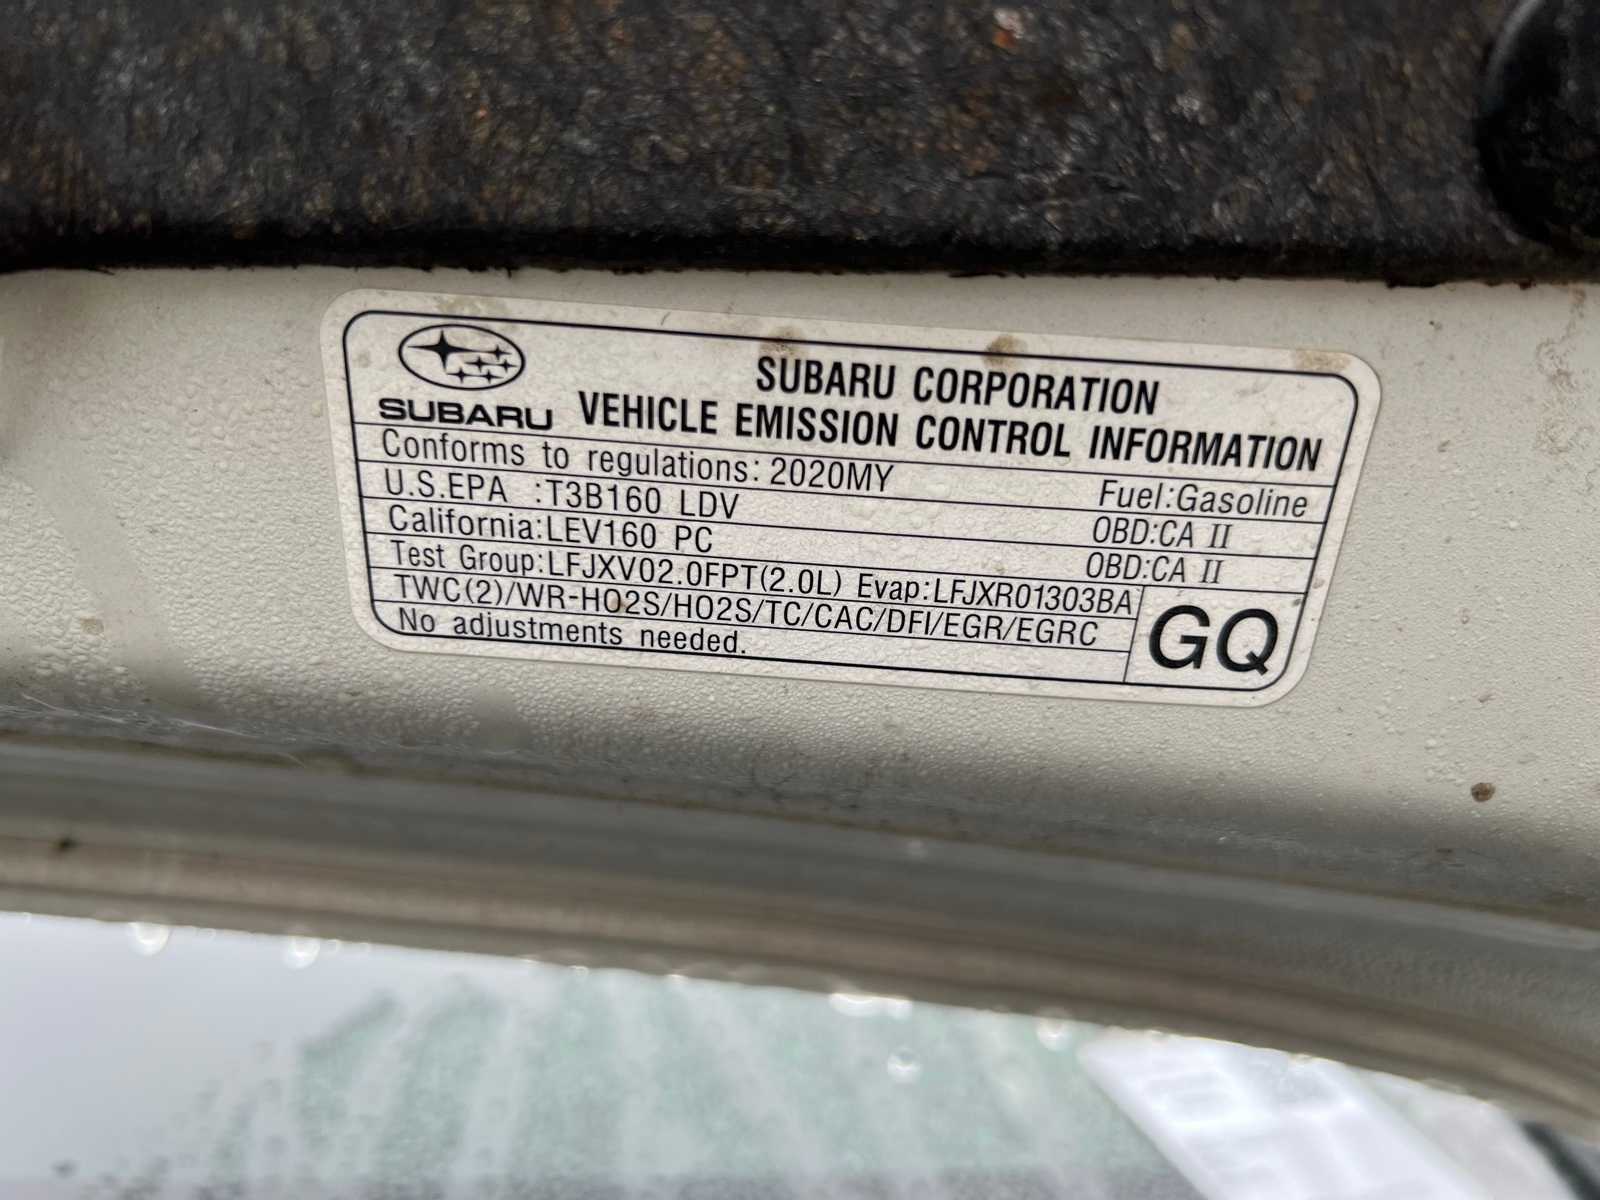 SUBARU CORPORATION
SUBARU VEHICLE EMISSION CONTROL INFORMATION
Conforms to regulations: 2020MY Fuel:Gasoline
U.S.EPA :T3B160 LDV OBD:CA II
California:LEV160 PC OBD:CA II
Test Group:LFJXV02.0FPT(2.0L) Evap:LFJXR01303BA
TWC(2)/WR-HO2S/HO2S/TC/CAC/DFI/EGR/EGRC
No adjustments needed.
GQ